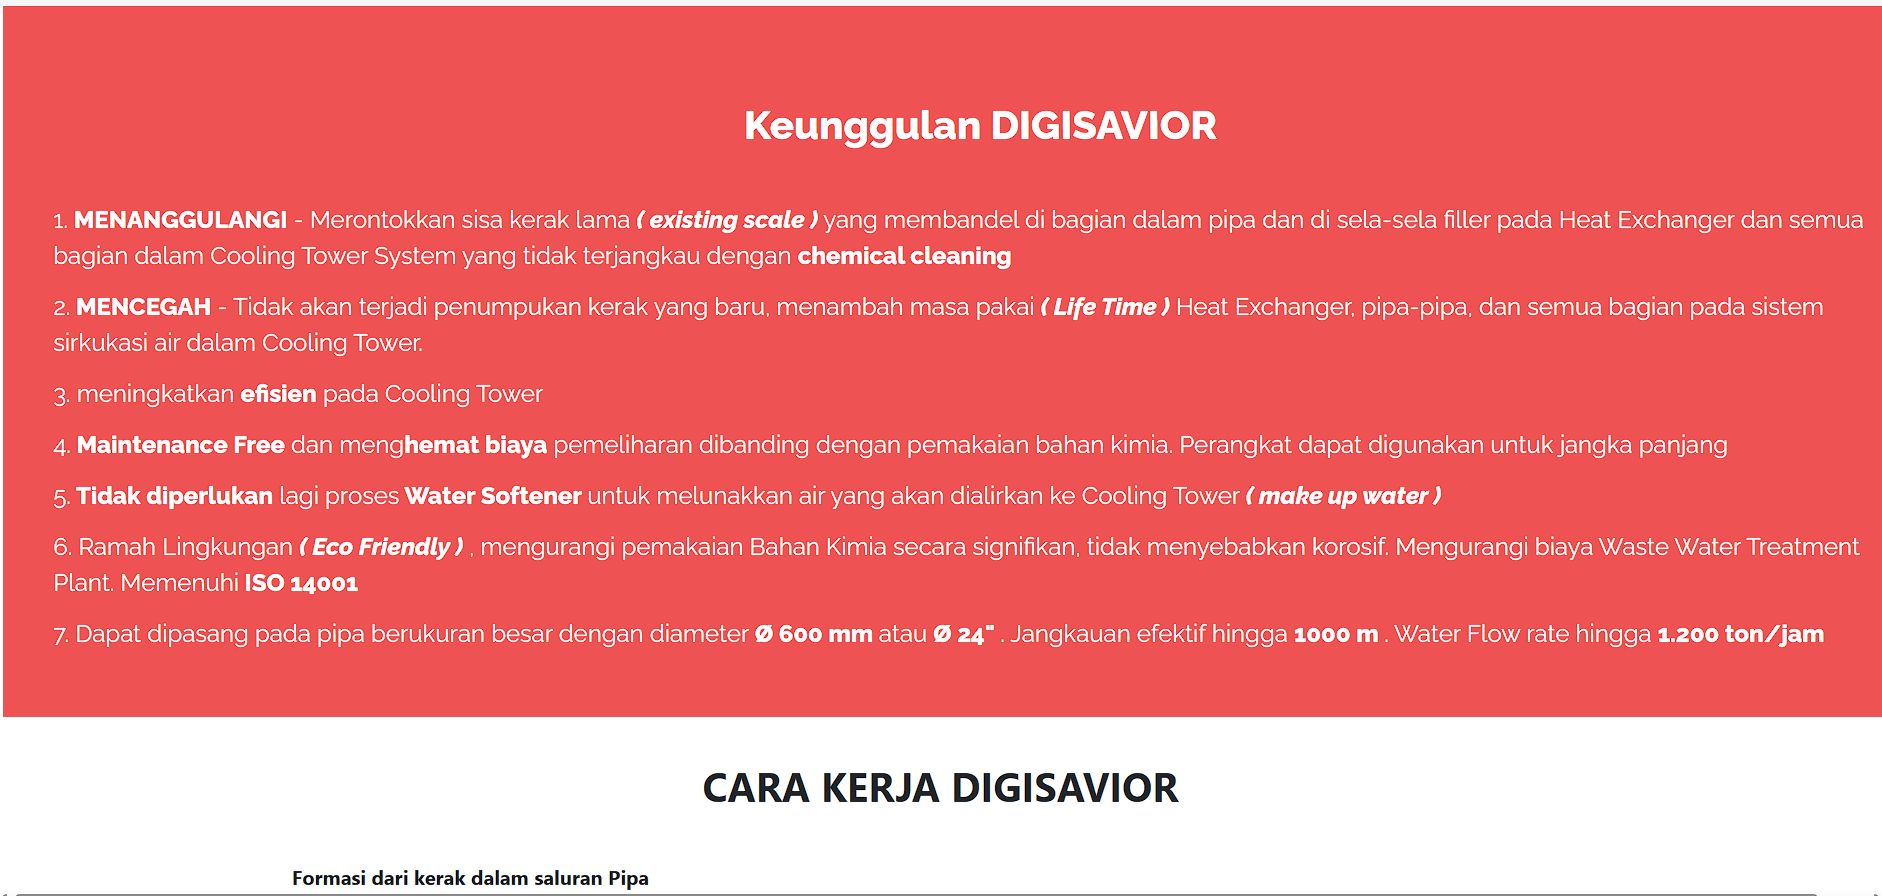 Keunggulan DIGISAVIOR
1. MENANGGULANGI - Merontokkan sisa kerak lama ( existing scale ) yang membandel di bagian dalam pipa dan di sela-sela filler pada Heat Exchanger dan semua
bagian dalam Cooling Tower System yang tidak terjangkau dengan chemical cleaning
2. MENCEGAH - Tidak akan terjadi penumpukan kerak yang baru, menambah masa pakai ( Life Time ) Heat Exchanger, pipa-pipa, dan semua bagian pada sistem
sirkukasi air dalam Cooling Tower.
3. meningkatkan efisien pada Cooling Tower
4. Maintenance Free dan menghemat biaya pemeliharan dibanding dengan pemakaian bahan kimia. Perangkat dapat digunakan untuk jangka panjang
5. Tidak diperlukan lagi proses Water Softener untuk melunakkan air yang akan dialirkan ke Cooling Tower ( make up water )
6. Ramah Lingkungan ( Eco Friendly ) , mengurangi pemakaian Bahan Kimia secara signifikan, tidak menyebabkan korosif. Mengurangi biaya Waste Water Treatment
Plant. Memenuhi ISO 14001
7. Dapat dipasang pada pipa berukuran besar dengan diameter Ø 600 mm atau Ø 24" . Jangkauan efektif hingga 1000 m . Water Flow rate hingga 1.200 ton/jam
CARA KERJA DIGISAVIOR
Formasi dari kerak dalam saluran Pipa